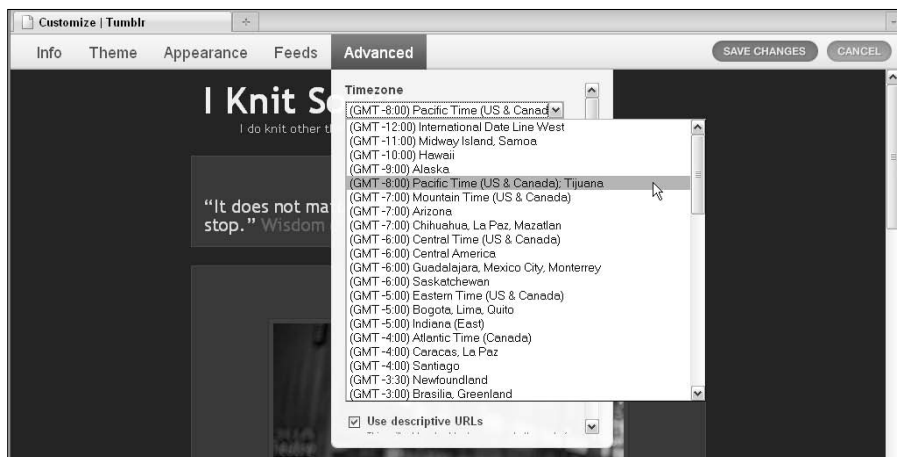 Customize | Tumblr
Info Theme Appearance Feeds Advanced SAVE CHANGES CANCEL
I Knit
I do knit other
"It does not
stop." Wisdom
Timezone
(GMT -8:00) Pacific Time (US &
(GMT -12:00) International Date Line West
(GMT -11:00) Midway Island, Samoa
(GMT -10:00) Hawaii
(GMT -9:00) Alaska
(GMT -8:00) Pacific Time (US & Canada); Tijuana
(GMT -7:00) Mountain Time (US & Canada)
(GMT -7:00) Arizona
(GMT -7:00) Chihuahua, La Paz, Mazatlan
(GMT -6:00) Central Time (US & Canada)
(GMT -6:00) Central America
(GMT -6:00) Guadalajara, Mexico City, Monterrey
(GMT -6:00) Saskatchewan
(GMT -5:00) Eastern Time (US & Canada)
(GMT -5:00) Bogota, Lima, Quito
(GMT -5:00) Indiana (East)
(GMT -4:00) Atlantic Time (Canada)
(GMT -4:00) Caracas, La Paz
(GMT -4:00) Santiago
(GMT -3:30) Newfoundland
(GMT -3:00) Brasilia, Greenland
Use descriptive URLs